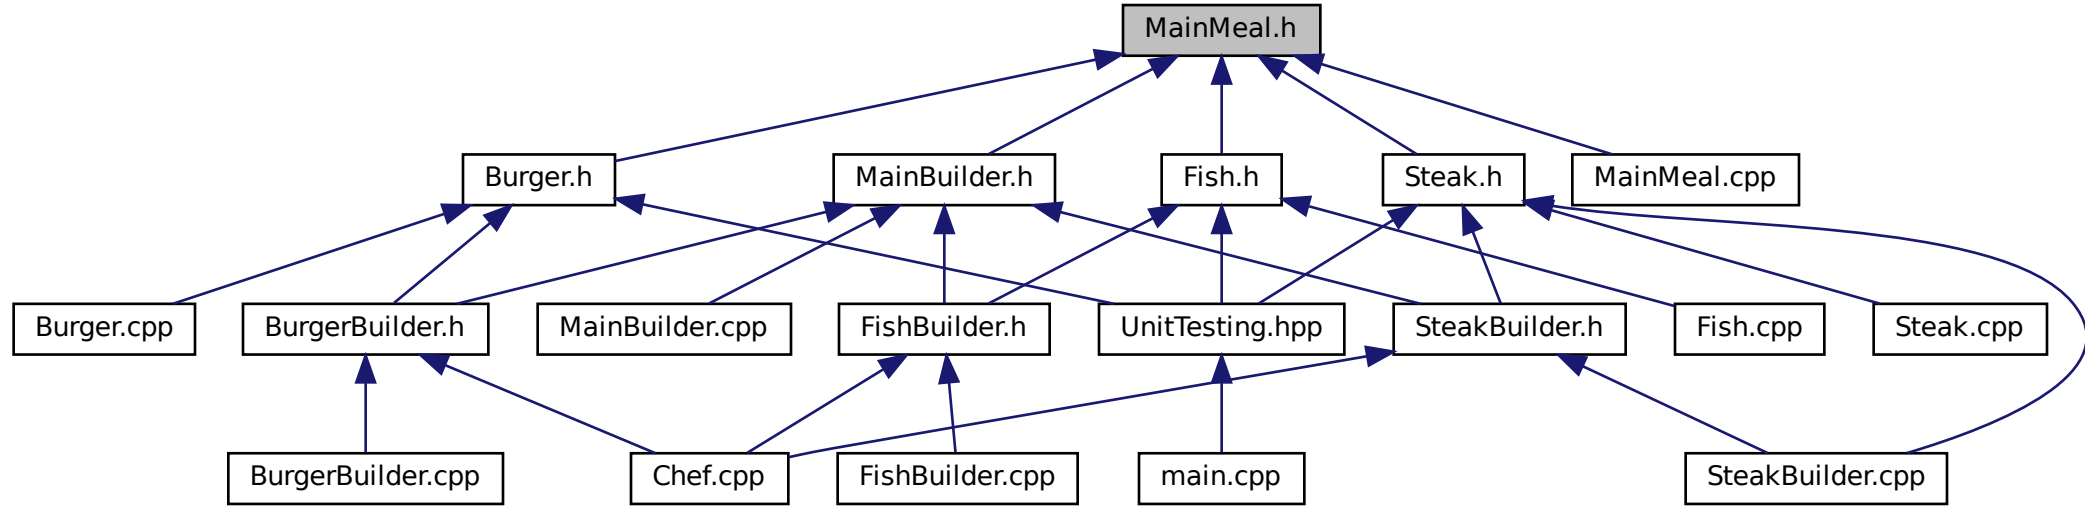 MainMeal.h
Burger.h
MainBuilder.h
Fish.h
Steak.h
MainMeal.cpp
Burger.cpp
BurgerBuilder.h
MainBuilder.cpp
FishBuilder.h
UnitTesting.hpp
SteakBuilder.h
Fish.cpp
Steak.cpp
BurgerBuilder.cpp
Chef.cpp
FishBuilder.cpp
main.cpp
SteakBuilder.cpp